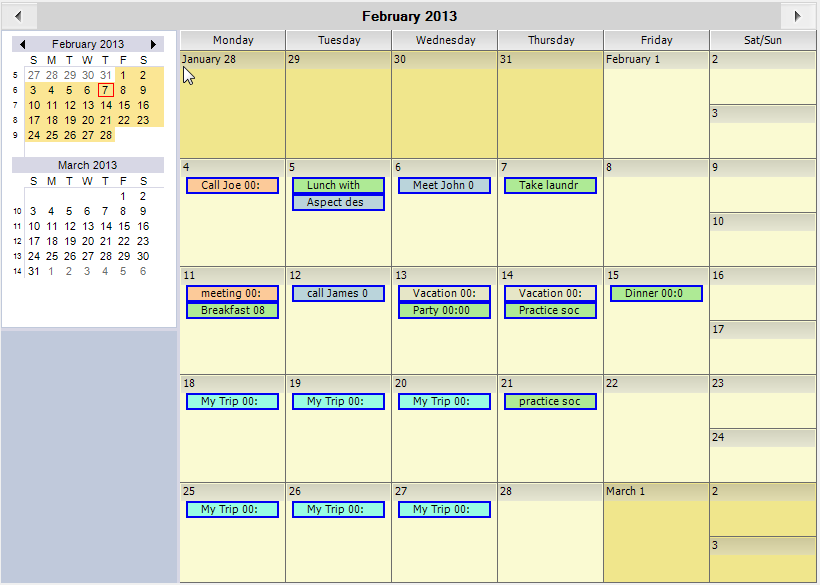 February 2013
February 2013
S M T W T F S
5 27 28 29 30 31 1 2
6 3 4 5 6 7 8 9
7 10 11 12 13 14 15 16
8 17 18 19 20 21 22 23
9 24 25 26 27 28
March 2013
S M T W T F S
1 2
10 3 4 5 6 7 8 9
11 10 11 12 13 14 15 16
12 17 18 19 20 21 22 23
13 24 25 26 27 28 29 30
14 31 1 2 3 4 5 6
Monday Tuesday Wednesday Thursday Friday Sat/Sun
January 28 29 30 31 February 1 2
3
4 5 6 7 8 9
Call Joe 00: Lunch with Meet John 0 Take laundr
Aspect des
10
11 12 13 14 15 16
meeting 00: call James 0 Vacation 00: Vacation 00: Dinner 00:0
Breakfast 08 Party 00:00 Practice soc
17
18 19 20 21 22 23
My Trip 00: My Trip 00: My Trip 00: practice soc
24
25 26 27 28 March 1 2
My Trip 00: My Trip 00: My Trip 00:
3